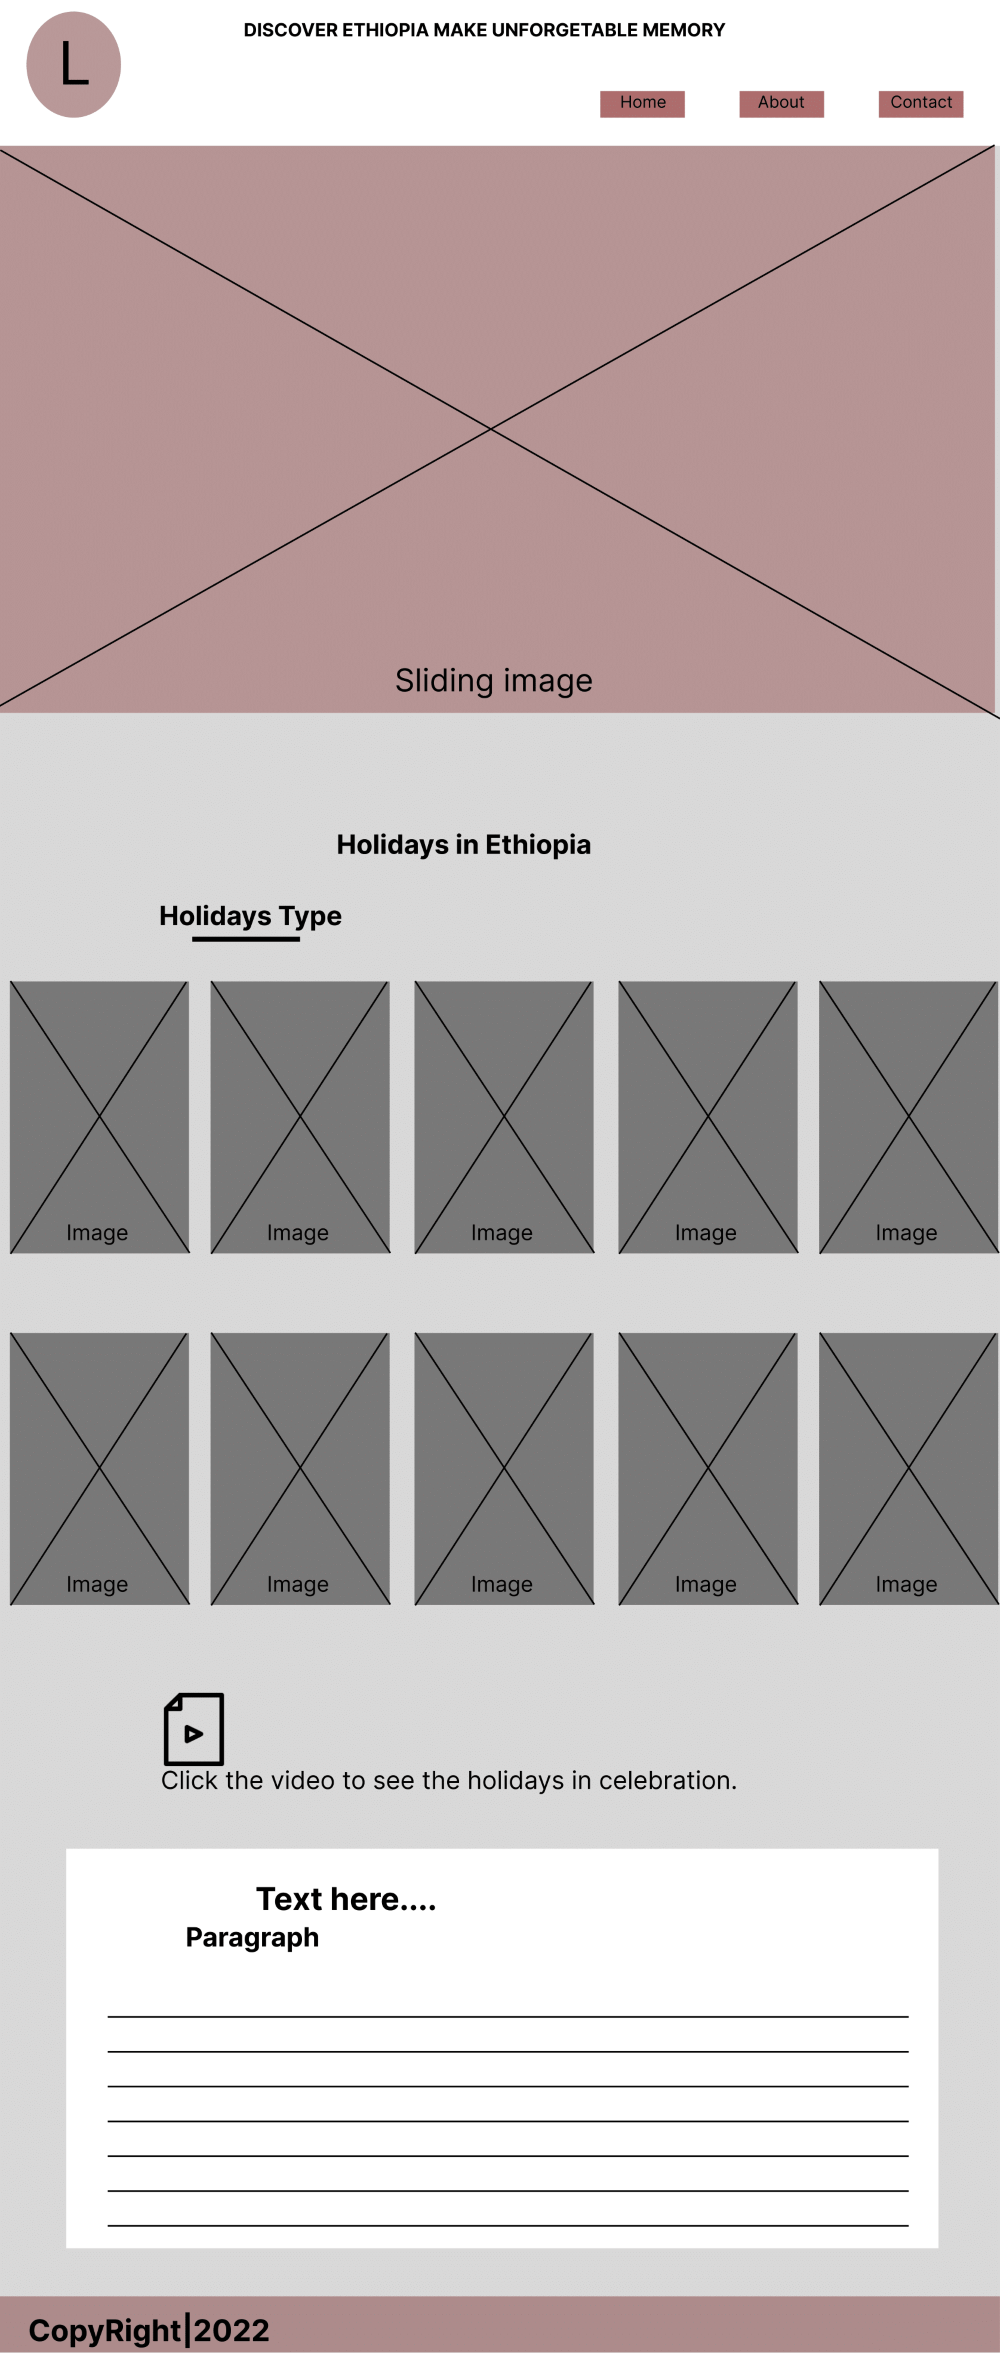 L
DISCOVER ETHIOPIA MAKE UNFORGETABLE MEMORY
Home About Contact
Sliding image
Holidays in Ethiopia
Holidays Type
Image Image Image Image Image
Image Image Image Image Image
Click the video to see the holidays in celebration.
Text here....
Paragraph
CopyRight|2022